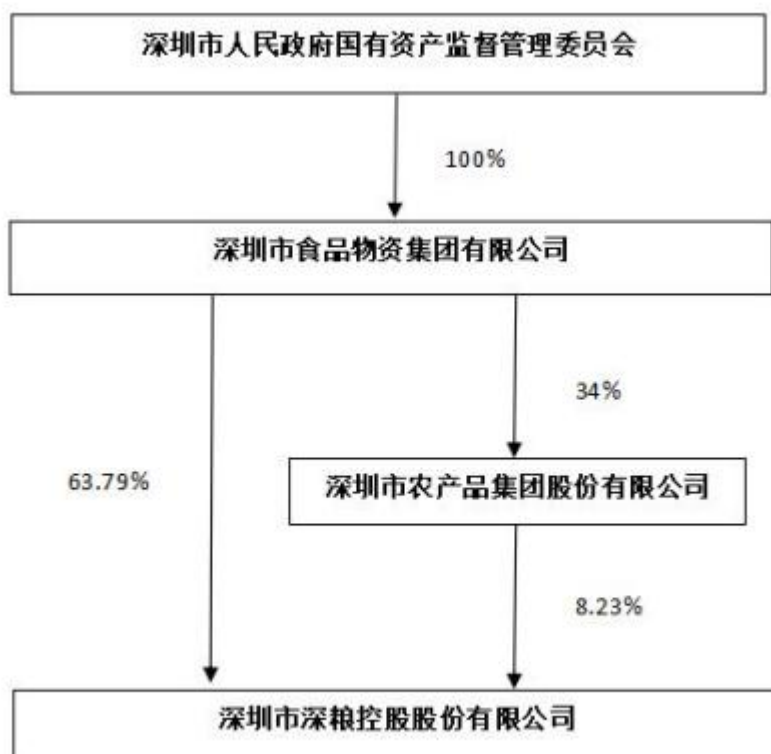 深圳市人民政府国有资产监督管理委员会
100%
深圳市食品物资集团有限公司
34%
63.79%
深圳市农产品集团股份有限公司
8.23%
深圳市深粮控股股份有限公司